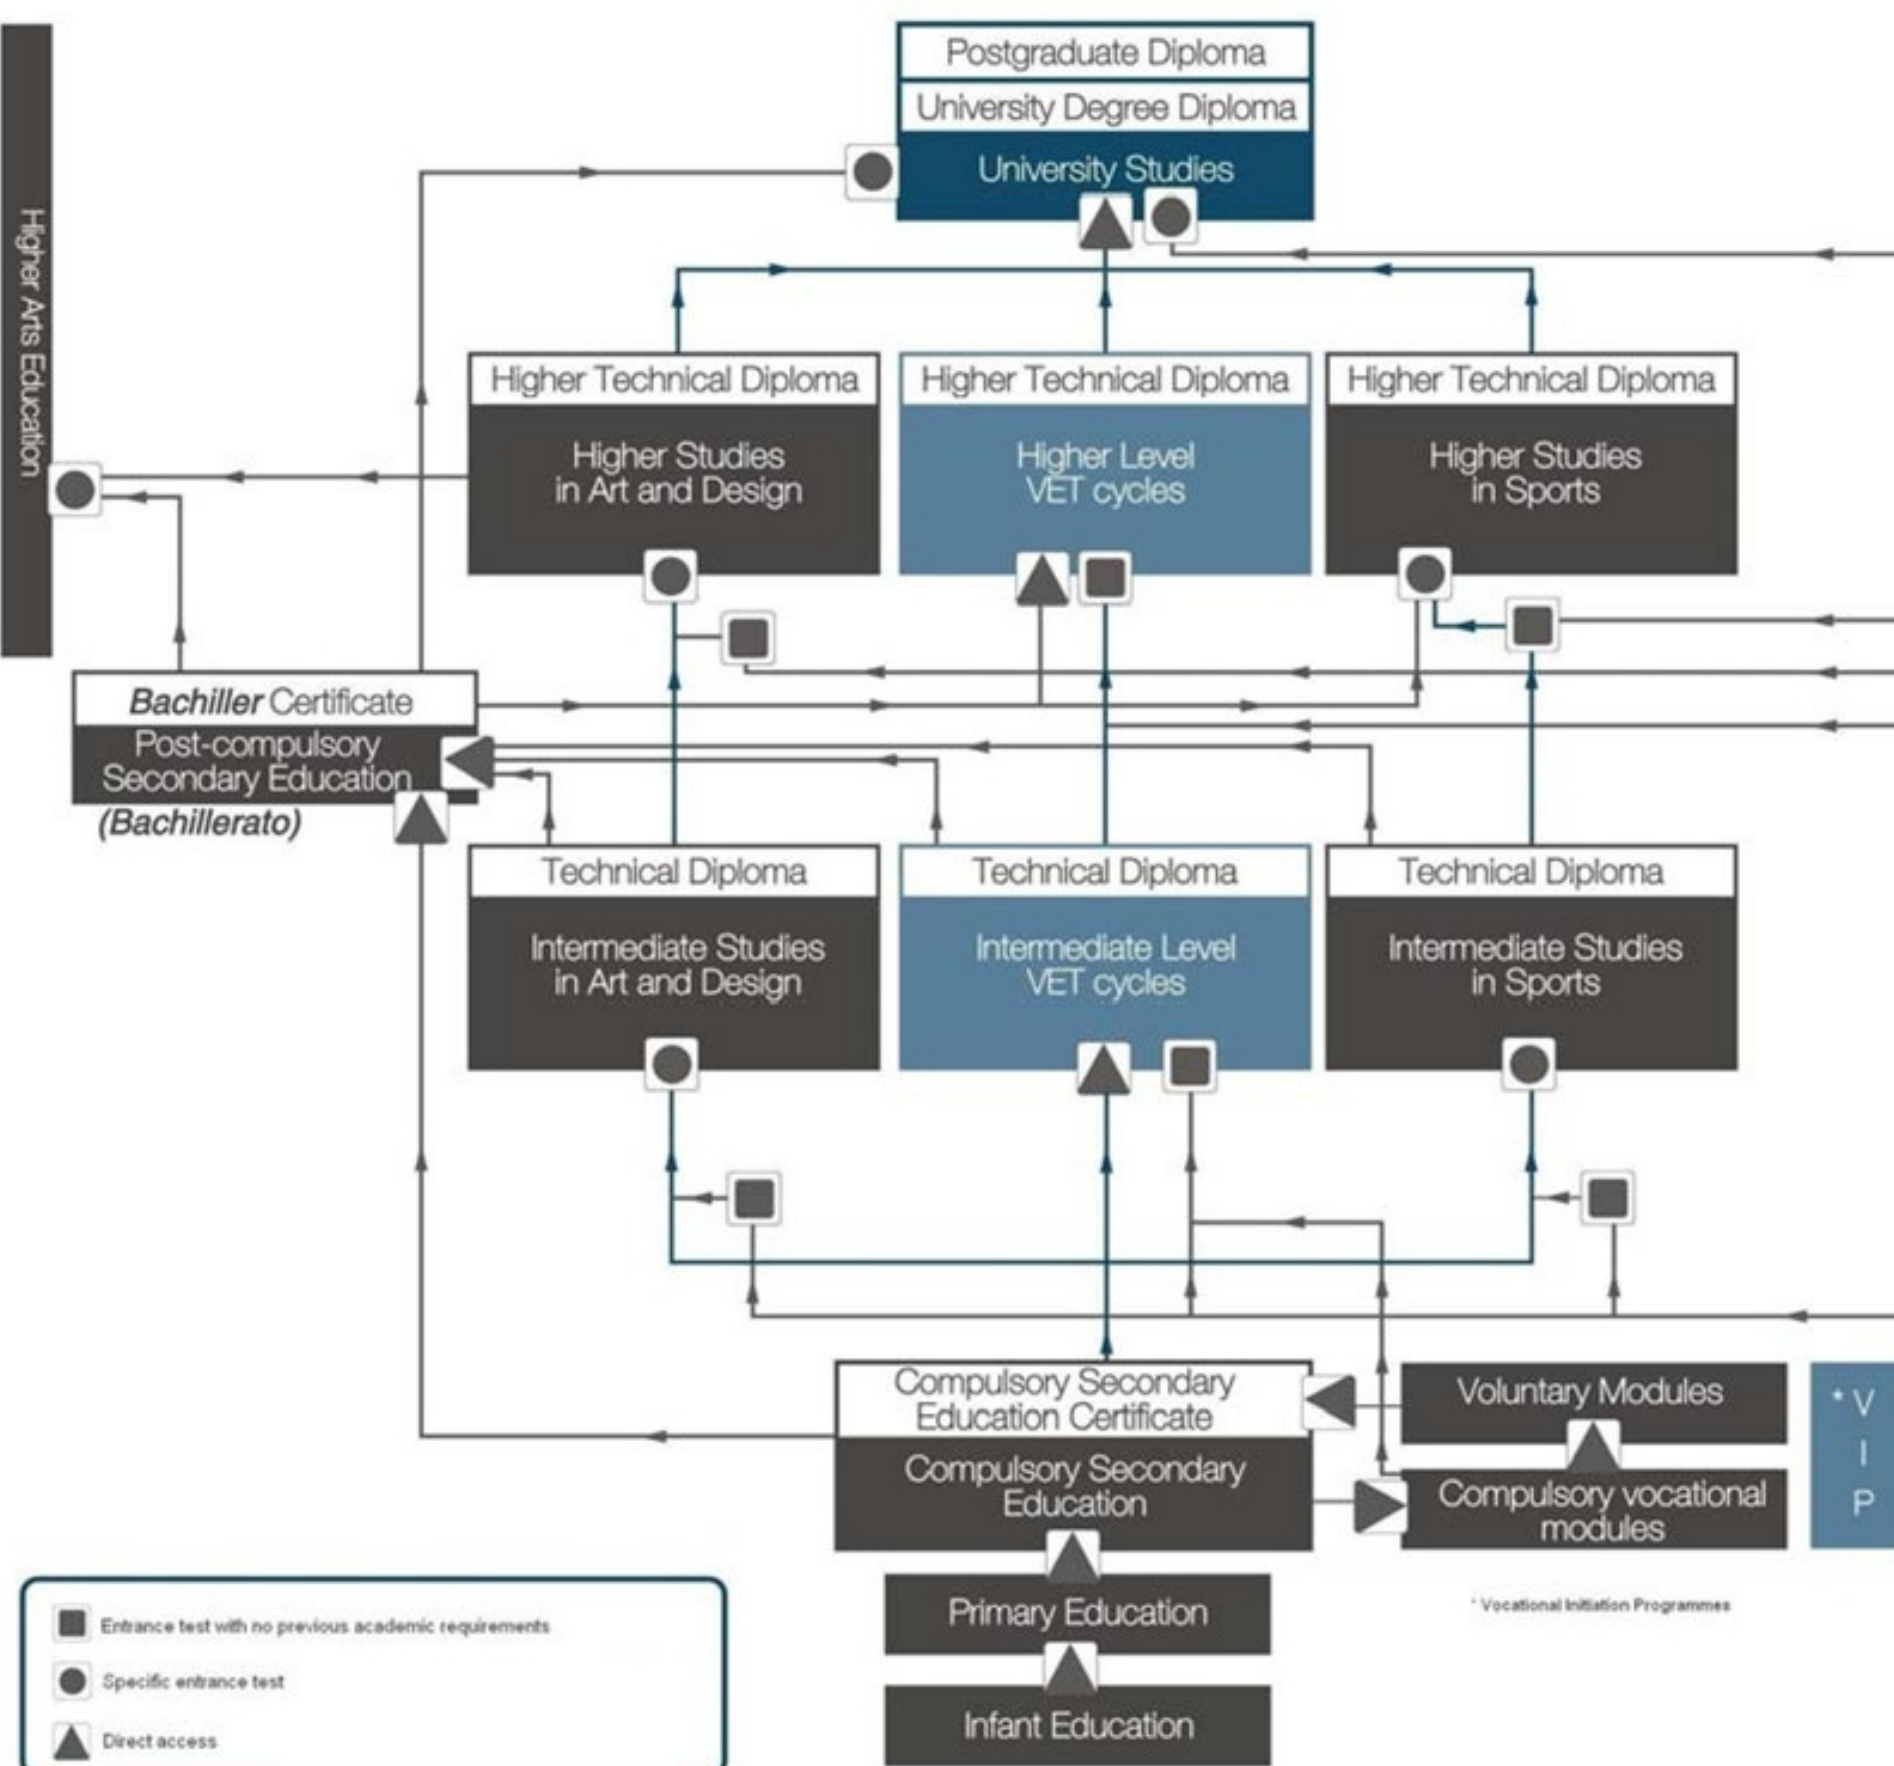 Higher Arts Education
Postgraduate Diploma
University Degree Diploma
University Studies
Higher Technical Diploma
Higher Studies
in Art and Design
Higher Technical Diploma
Higher Level
VET cycles
Higher Technical Diploma
Higher Studies
in Sports
Bachiller Certificate
Post-compulsory
Secondary Education
(Bachillerato)
Technical Diploma
Intermediate Studies
in Art and Design
Technical Diploma
Intermediate Level
VET cycles
Technical Diploma
Intermediate Studies
in Sports
Compulsory Secondary
Education Certificate
Compulsory Secondary
Education
Voluntary Modules
Compulsory vocational
modules
* V
I
P
* Vocational Initiation Programmes
Primary Education
Infant Education
Entrance test with no previous academic requirements
Specific entrance test
Direct access